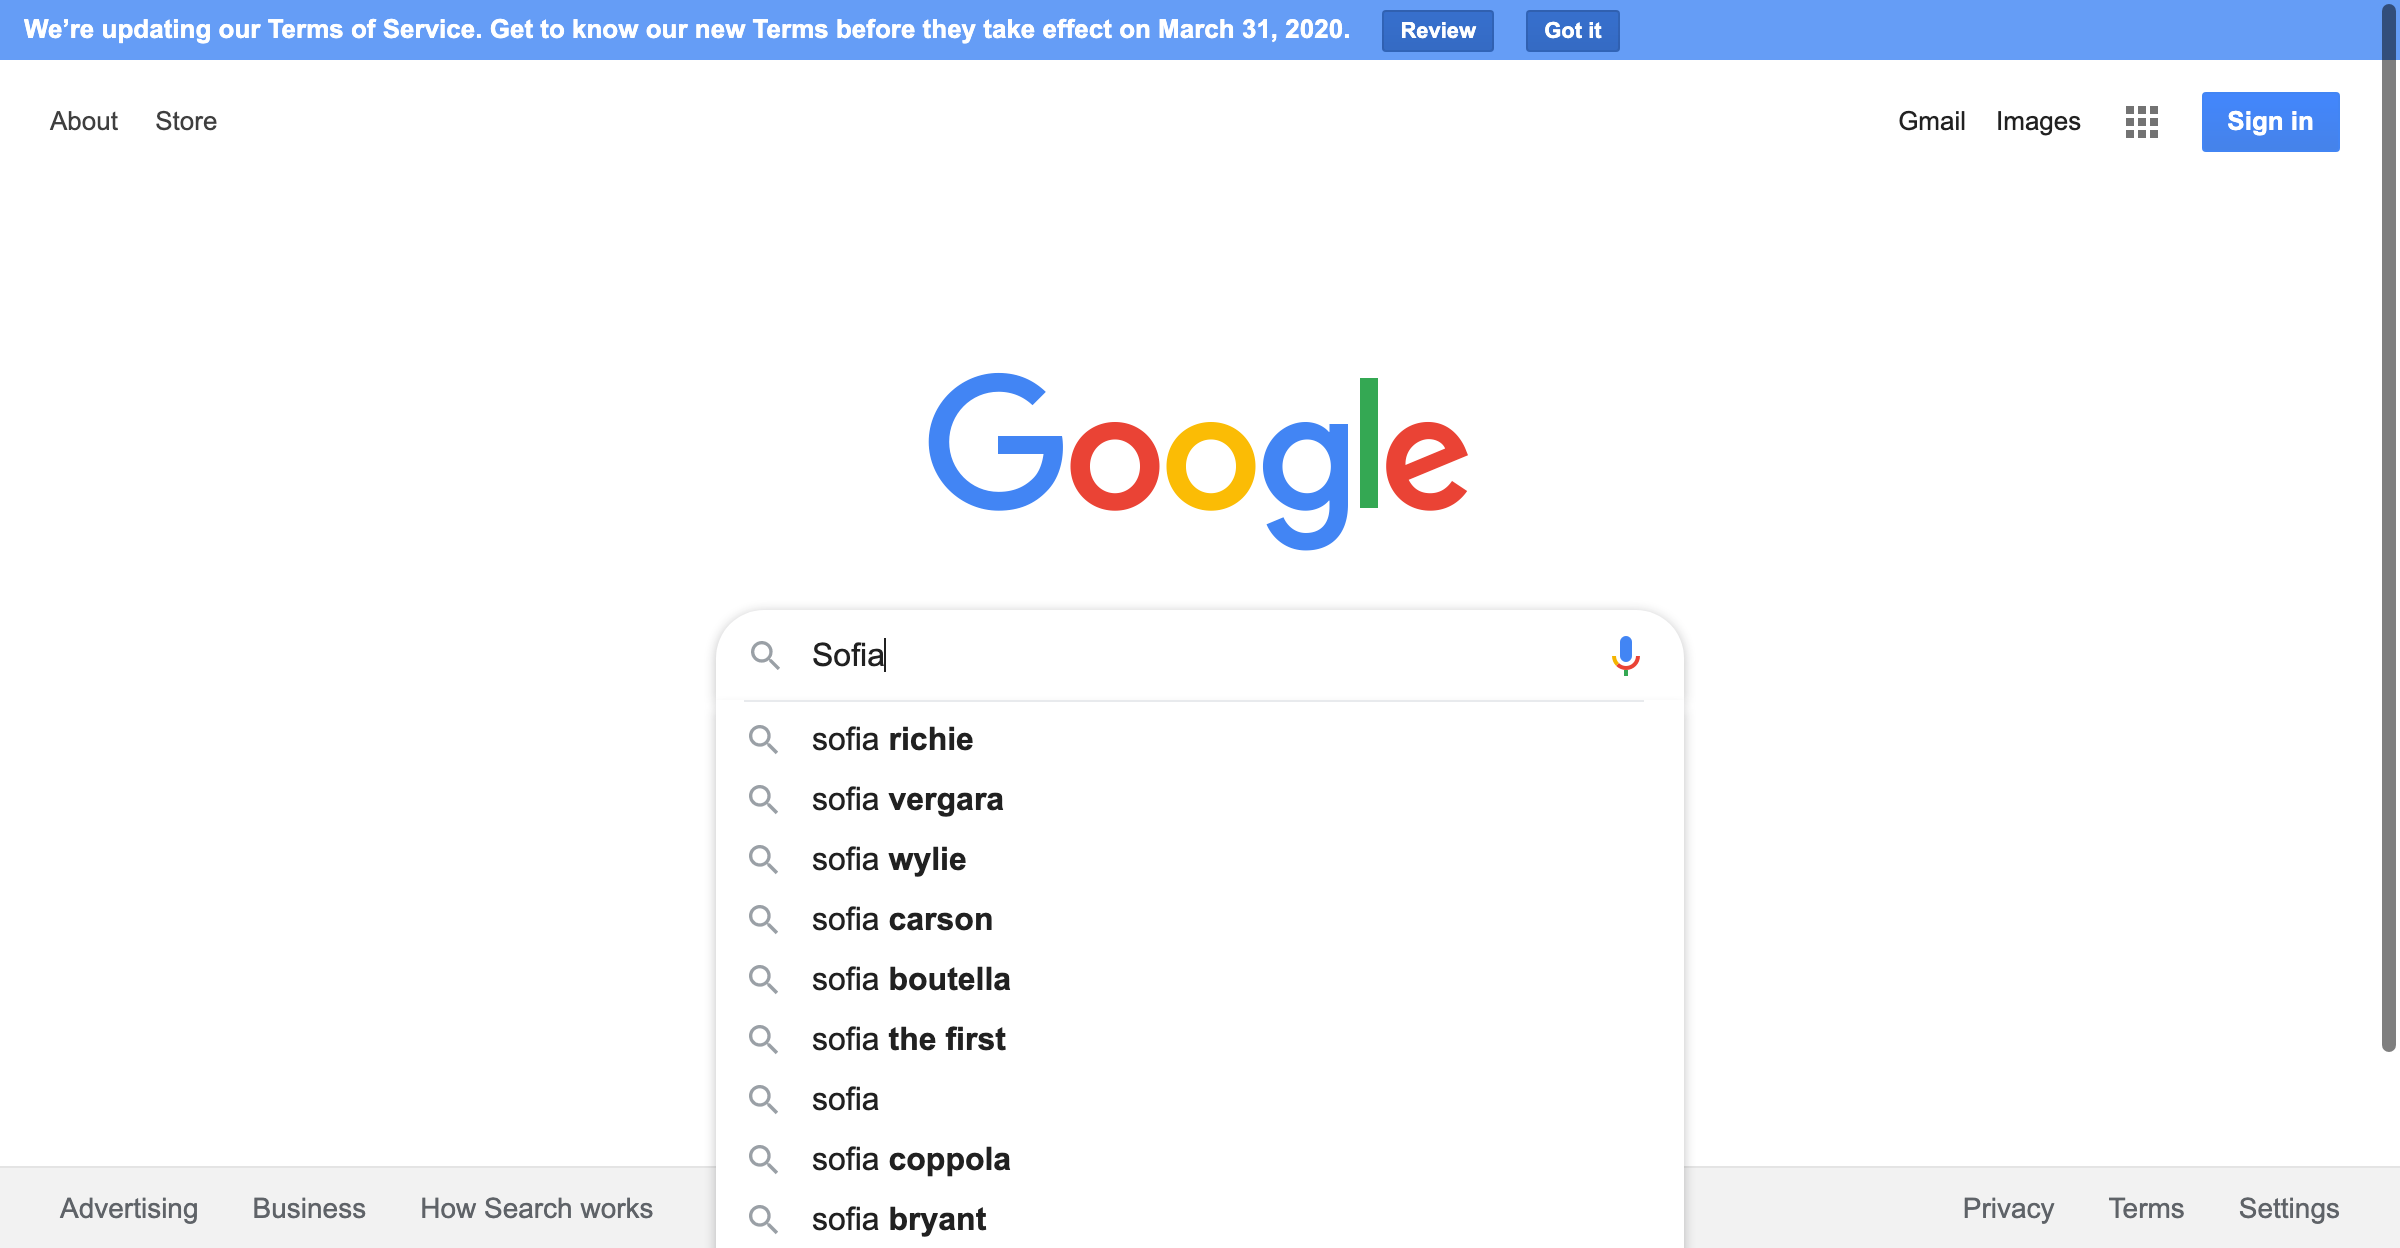 We’re updating our Terms of Service. Get to know our new Terms before they take effect on March 31, 2020. Review Got it
About Store Gmail Images Sign in
Google
Sofia
sofia richie
sofia vergara
sofia wylie
sofia carson
sofia boutella
sofia the first
sofia
sofia coppola
sofia bryant
Advertising Business How Search works Privacy Terms Settings